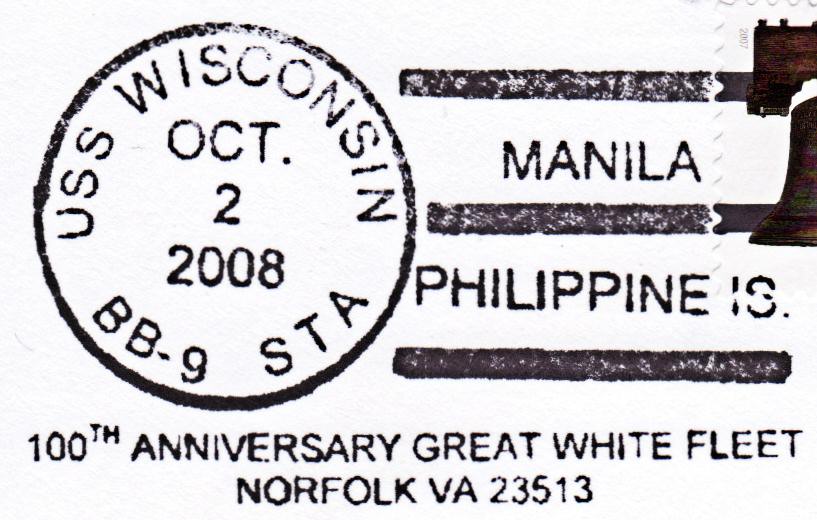 USS WISCONSIN
OCT.
2
2008
BB-9 STA
MANILA
PHILIPPINE IS.
100TH ANNIVERSARY GREAT WHITE FLEET
NORFOLK VA 23513
2007